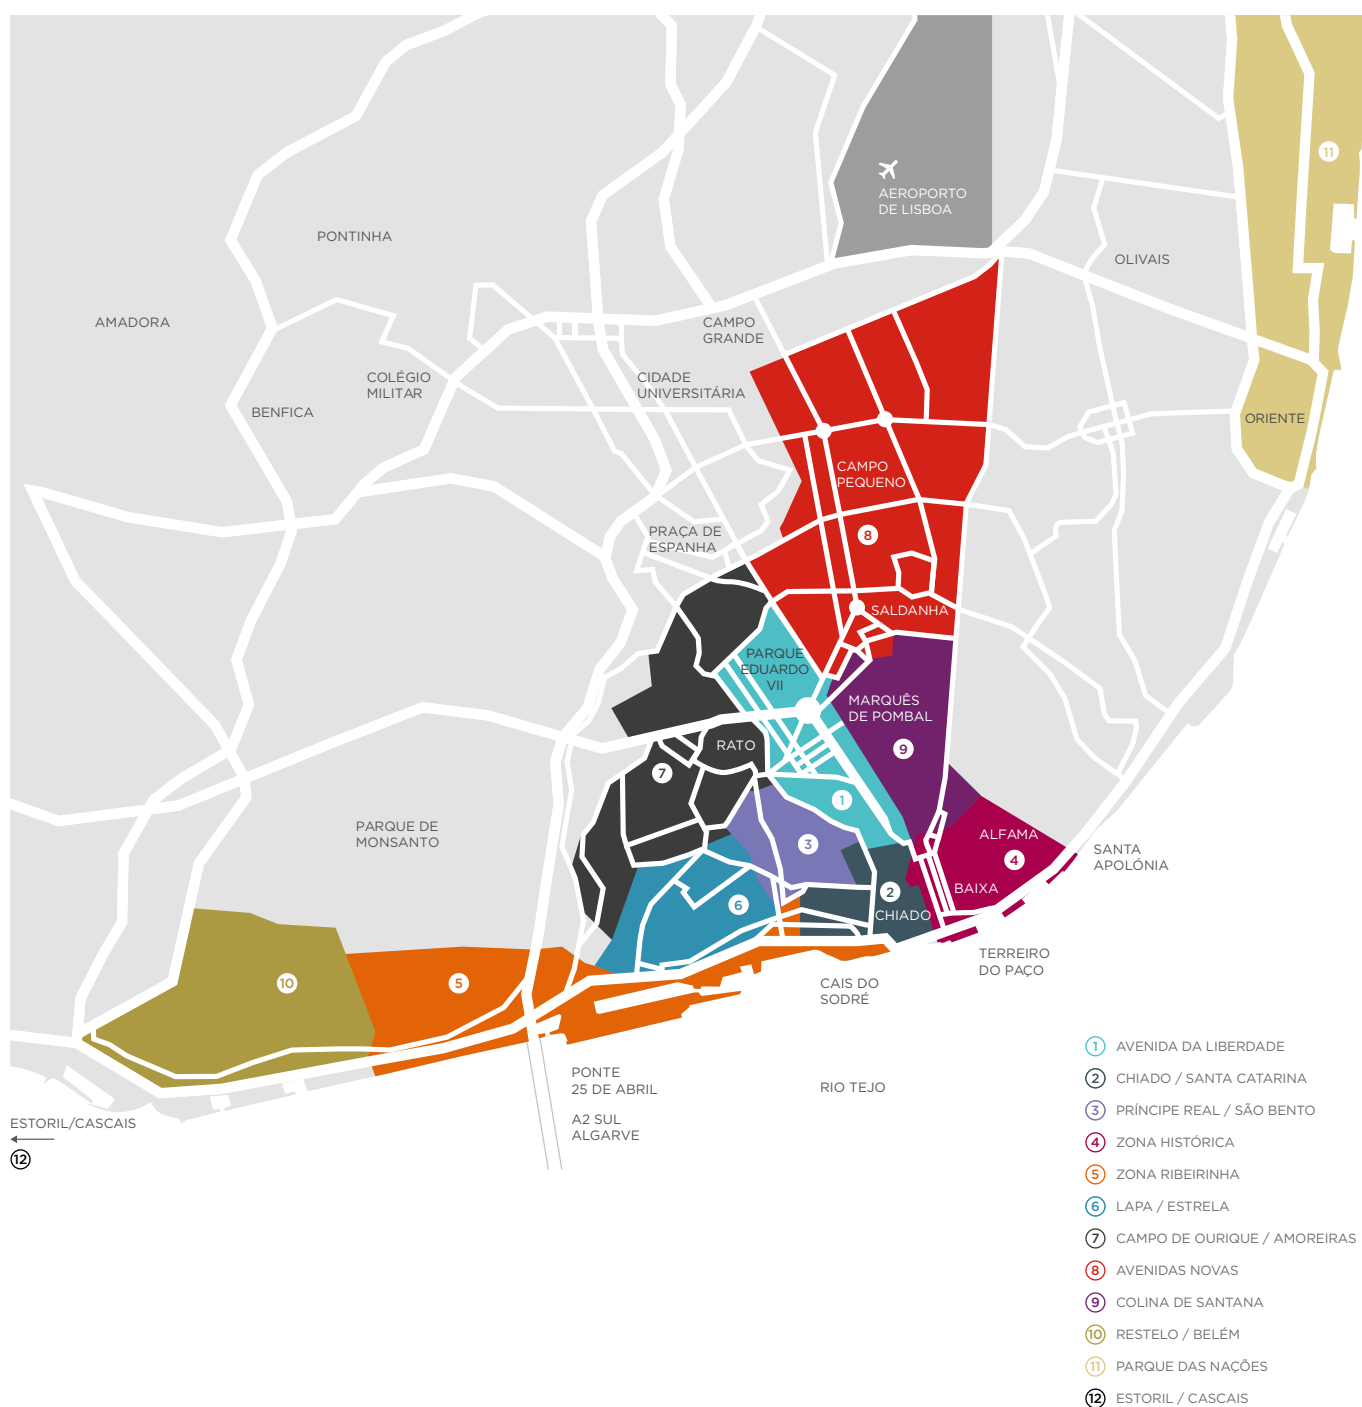 11
AEROPORTO
DE LISBOA
PONTINHA
OLIVAIS
AMADORA
CAMPO
GRANDE
COLÉGIO
MILITAR
CIDADE
UNIVERSITÁRIA
BENFICA
ORIENTE
CAMPO
PEQUENO
PRAÇA DE
ESPANHA
8
SALDANHA
PARQUE
EDUARDO
VII
MARQUÊS
DE POMBAL
RATO
9
7
1
PARQUE DE
MONSANTO
3
ALFAMA
4
SANTA
APOLÓNIA
BAIXA
2
CHIADO
6
TERREIRO
DO PAÇO
10
5
CAIS DO
SODRÉ
PONTE
25 DE ABRIL
RIO TEJO
A2 SUL
ALGARVE
ESTORIL/CASCAIS
12
1 AVENIDA DA LIBERDADE
2 CHIADO / SANTA CATARINA
3 PRÍNCIPE REAL / SÃO BENTO
4 ZONA HISTÓRICA
5 ZONA RIBEIRINHA
6 LAPA / ESTRELA
7 CAMPO DE OURIQUE / AMOREIRAS
8 AVENIDAS NOVAS
9 COLINA DE SANTANA
10 RESTELO / BELÉM
11 PARQUE DAS NAÇÕES
12 ESTORIL / CASCAIS